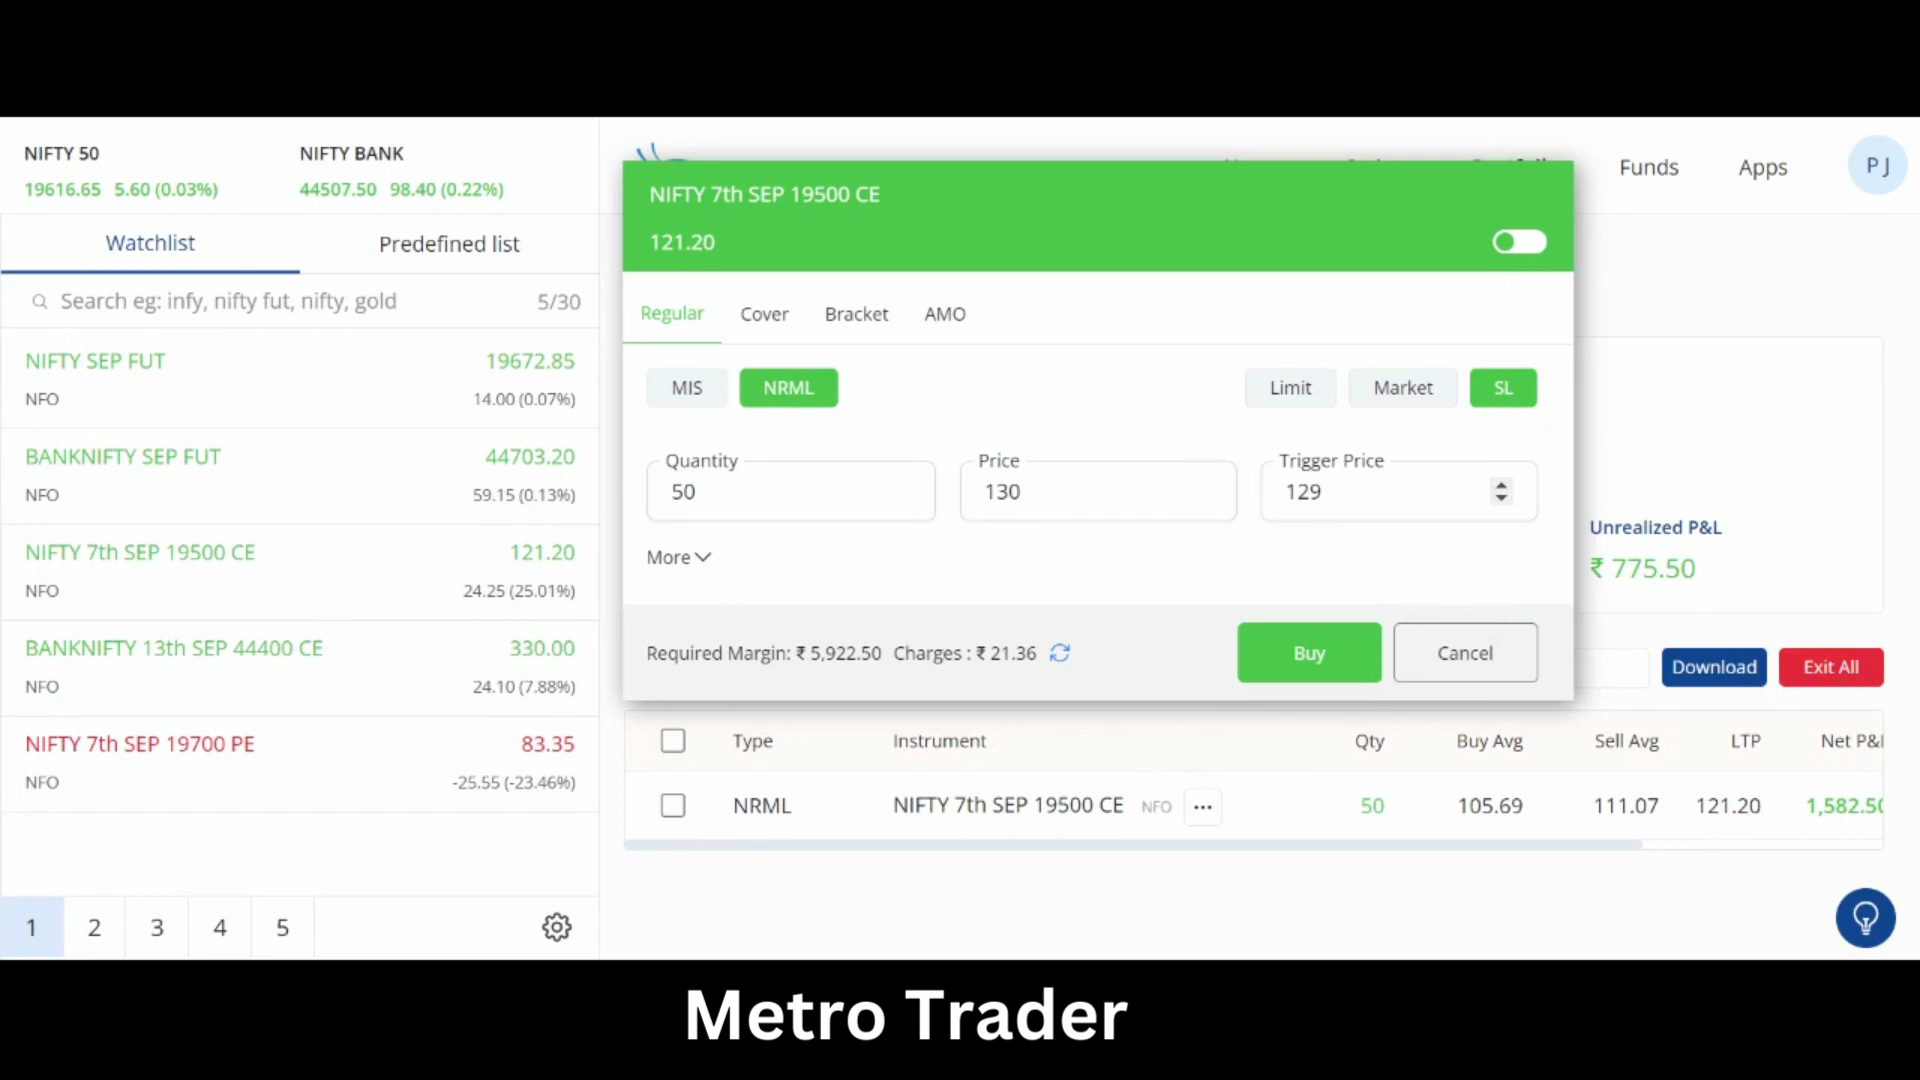 NIFTY 50
19616.65 5.60 (0.03%)
NIFTY BANK
44507.50 98.40 (0.22%)
Watchlist
Predefined list
Search eg: infy, nifty fut, nifty, gold
5/30
NIFTY SEP FUT 19672.85
NFO 14.00 (0.07%)
BANKNIFTY SEP FUT 44703.20
NFO 59.15 (0.13%)
NIFTY 7th SEP 19500 CE 121.20
NFO 24.25 (25.01%)
BANKNIFTY 13th SEP 44400 CE 330.00
NFO 24.10 (7.88%)
NIFTY 7th SEP 19700 PE 83.35
NFO -25.55 (-23.46%)
1 2 3 4 5
Funds
Apps
P J
NIFTY 7th SEP 19500 CE
121.20
Regular Cover Bracket AMO
MIS NRML Limit Market SL
Quantity Price Trigger Price
50 130 129
More
Required Margin: ₹ 5,922.50 Charges : ₹ 21.36
Buy Cancel
Unrealized P&L
₹ 775.50
Download Exit All
Type Instrument Qty Buy Avg Sell Avg LTP Net P&
NRML NIFTY 7th SEP 19500 CE NFO ... 50 105.69 111.07 121.20 1,582.50
Metro Trader